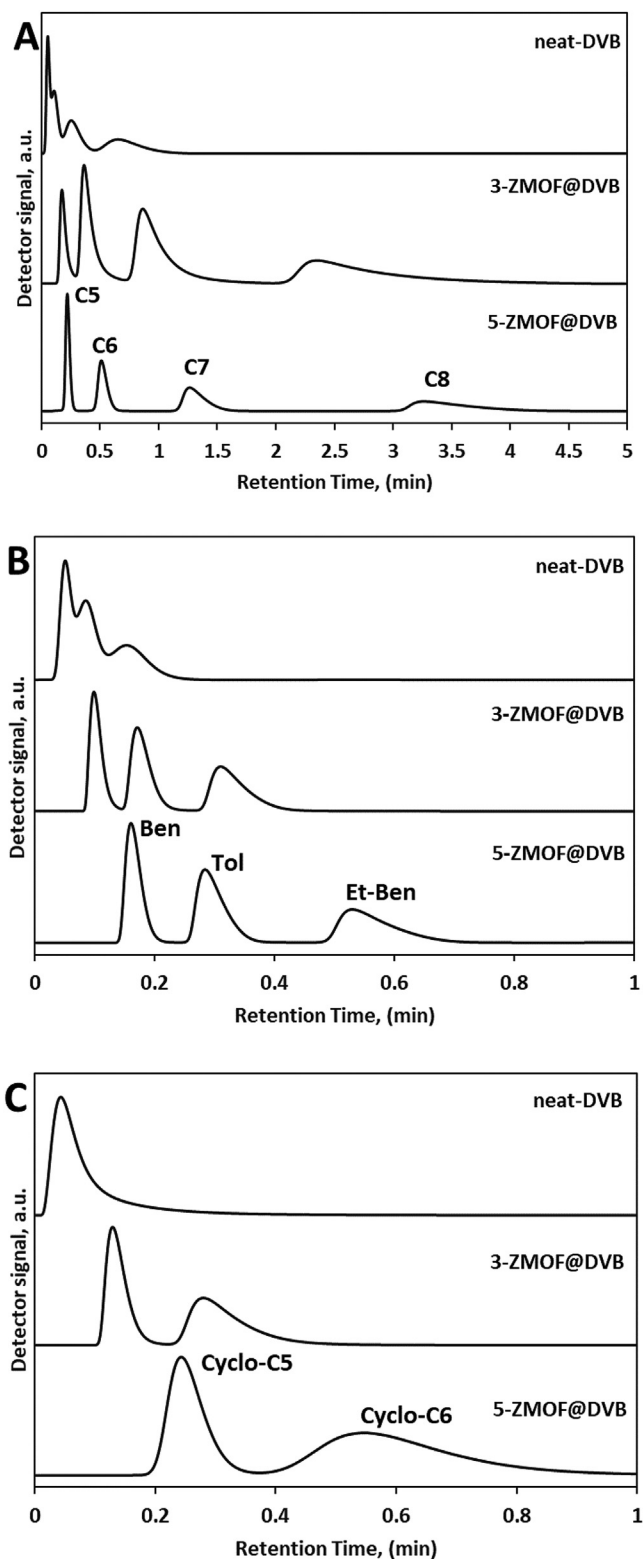 A
neat-DVB
3-ZMOF@DVB
C5
5-ZMOF@DVB
C6
C7
C8
Detector signal, a.u.
0 0.5 1 1.5 2 2.5 3 3.5 4 4.5 5
Retention Time, (min)
B
neat-DVB
3-ZMOF@DVB
Ben
5-ZMOF@DVB
Tol
Et-Ben
Detector signal, a.u.
0 0.2 0.4 0.6 0.8 1
Retention Time, (min)
C
neat-DVB
3-ZMOF@DVB
Cyclo-C5
Cyclo-C6
5-ZMOF@DVB
Detector signal, a.u.
0 0.2 0.4 0.6 0.8 1
Retention Time, (min)